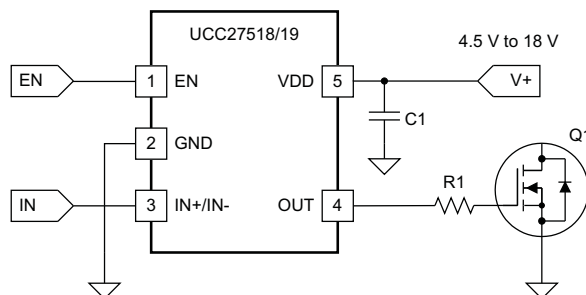 UCC27518/19
4.5 V to 18 V
EN
1
EN
VDD
5
V+
C1
2
GND
Q1
IN
3
IN+/IN-
OUT
4
R1